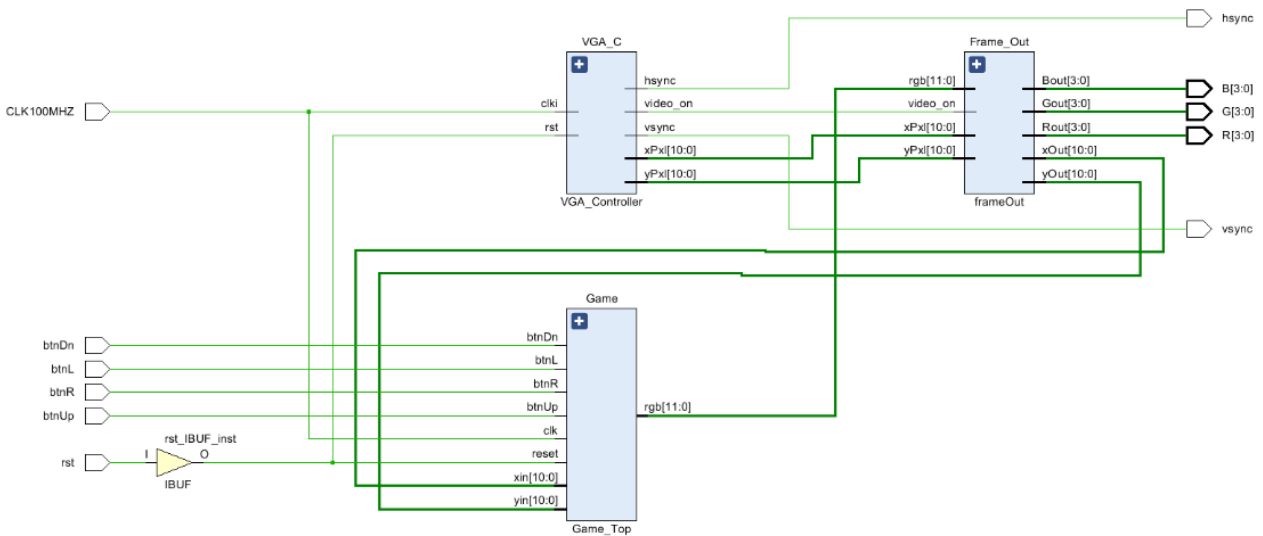 hsync
VGA_C
Frame_Out
hsync
rgb[11:0]
Bout[3:0]
B[3:0]
CLK100MHZ
clki
video_on
video_on
Gout[3:0]
G[3:0]
rst
vsync
xPxl[10:0]
Rout[3:0]
R[3:0]
xPxl[10:0]
yPxl[10:0]
xOut[10:0]
yPxl[10:0]
yOut[10:0]
VGA_Controller
frameOut
vsync
Game
btnDn
btnDn
btnL
btnL
btnR
btnR
btnUp
btnUp
rgb[11:0]
clk
rst_IBUF_inst
rst
I
O
reset
IBUF
xin[10:0]
yin[10:0]
Game_Top